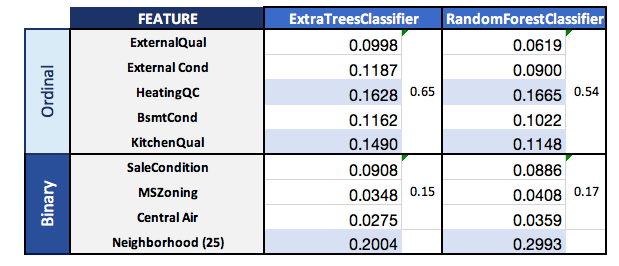 FEATURE ExtraTreesClassifier RandomForestClassifier
Ordinal
ExternalQual 0.0998 0.0619
External Cond 0.1187 0.0900
HeatingQC 0.1628 0.65 0.1665 0.54
BsmtCond 0.1162 0.1022
KitchenQual 0.1490 0.1148
Binary
SaleCondition 0.0908 0.0886
MSZoning 0.0348 0.15 0.0408 0.17
Central Air 0.0275 0.0359
Neighborhood (25) 0.2004 0.2993